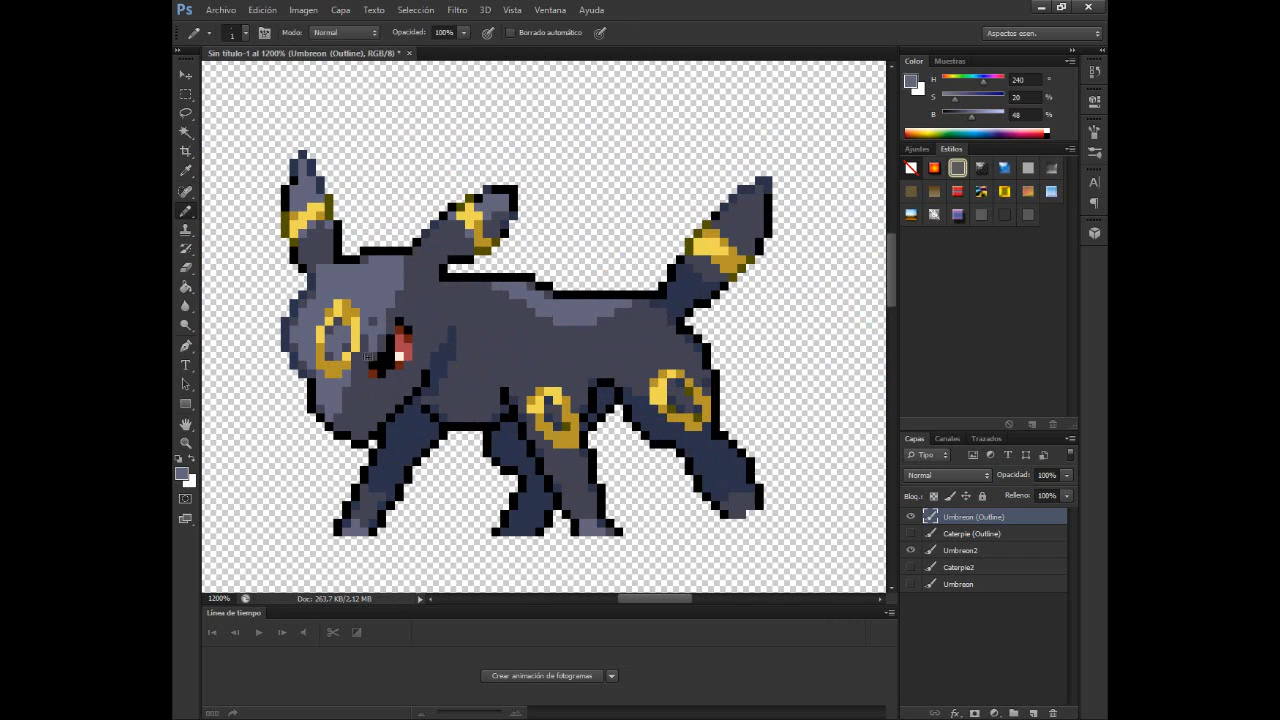 Ps Archivo Edición Imagen Capa Texto Selección Filtro 3D Vista Ventana Ayuda
1 Modo: Normal Opacidad: 100% Borrado automático Aspectos esen.
Sin título-1 al 1200% (Umbreon (Outline), RGB/8) * ×
Color Muestras
H 240 °
S 20 %
B 48 %
Ajustes Estilos
Capas Canales Trazados
Tipo
Normal Opacidad: 100%
Bloq.: Relleno: 100%
Umbreon (Outline)
Caterpie (Outline)
Umbreon2
Caterpie2
Umbreon
1200% Doc: 263,7 KB/2,12 MB
Línea de tiempo
Crear animación de fotogramas